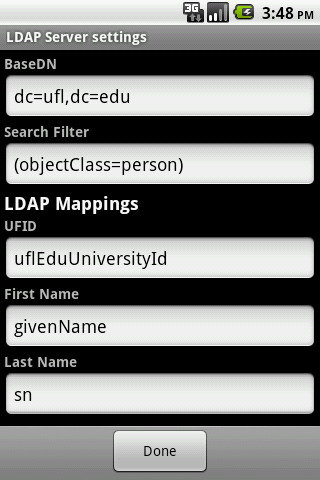 3G 3:48 PM
LDAP Server settings
BaseDN
dc=ufl,dc=edu
Search Filter
(objectClass=person)
LDAP Mappings
UFID
uflEduUniversityId
First Name
givenName
Last Name
sn
Done